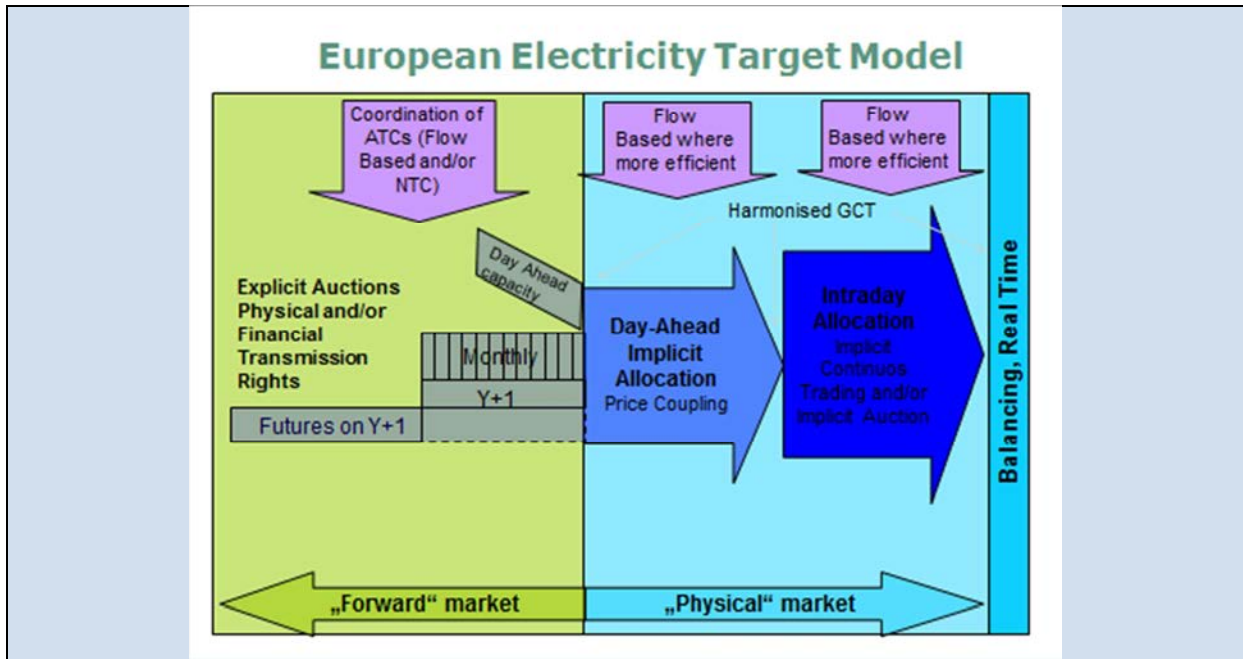 European Electricity Target Model
Coordination of
ATCs (Flow
Based and/or
NTC)
Flow
Based where
more efficient
Flow
Based where
more efficient
Harmonised GCT
Day Ahead
capacity
Explicit Auctions
Physical and/or
Financial
Transmission
Rights
Monthly
Y+1
Futures on Y+1
Day-Ahead
Implicit
Allocation
Price Coupling
Intraday
Allocation
Implicit
Continuos
Trading and/or
Implicit Auction
Balancing, Real Time
„Forward“ market
„Physical“ market